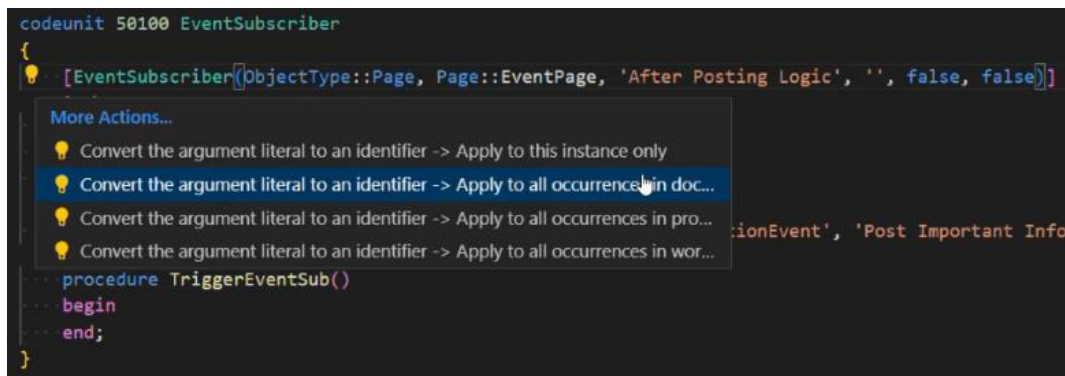 codeunit 50100 EventSubscriber
{
[EventSubscriber(ObjectType::Page, Page::EventPage, 'After Posting Logic', '', false, false)]
More Actions...
Convert the argument literal to an identifier -> Apply to this instance only
Convert the argument literal to an identifier -> Apply to all occurrences in doc...
Convert the argument literal to an identifier -> Apply to all occurrences in pro...
tionEvent', 'Post Important Info
Convert the argument literal to an identifier -> Apply to all occurrences in wor...
procedure TriggerEventSub()
begin
end;
}